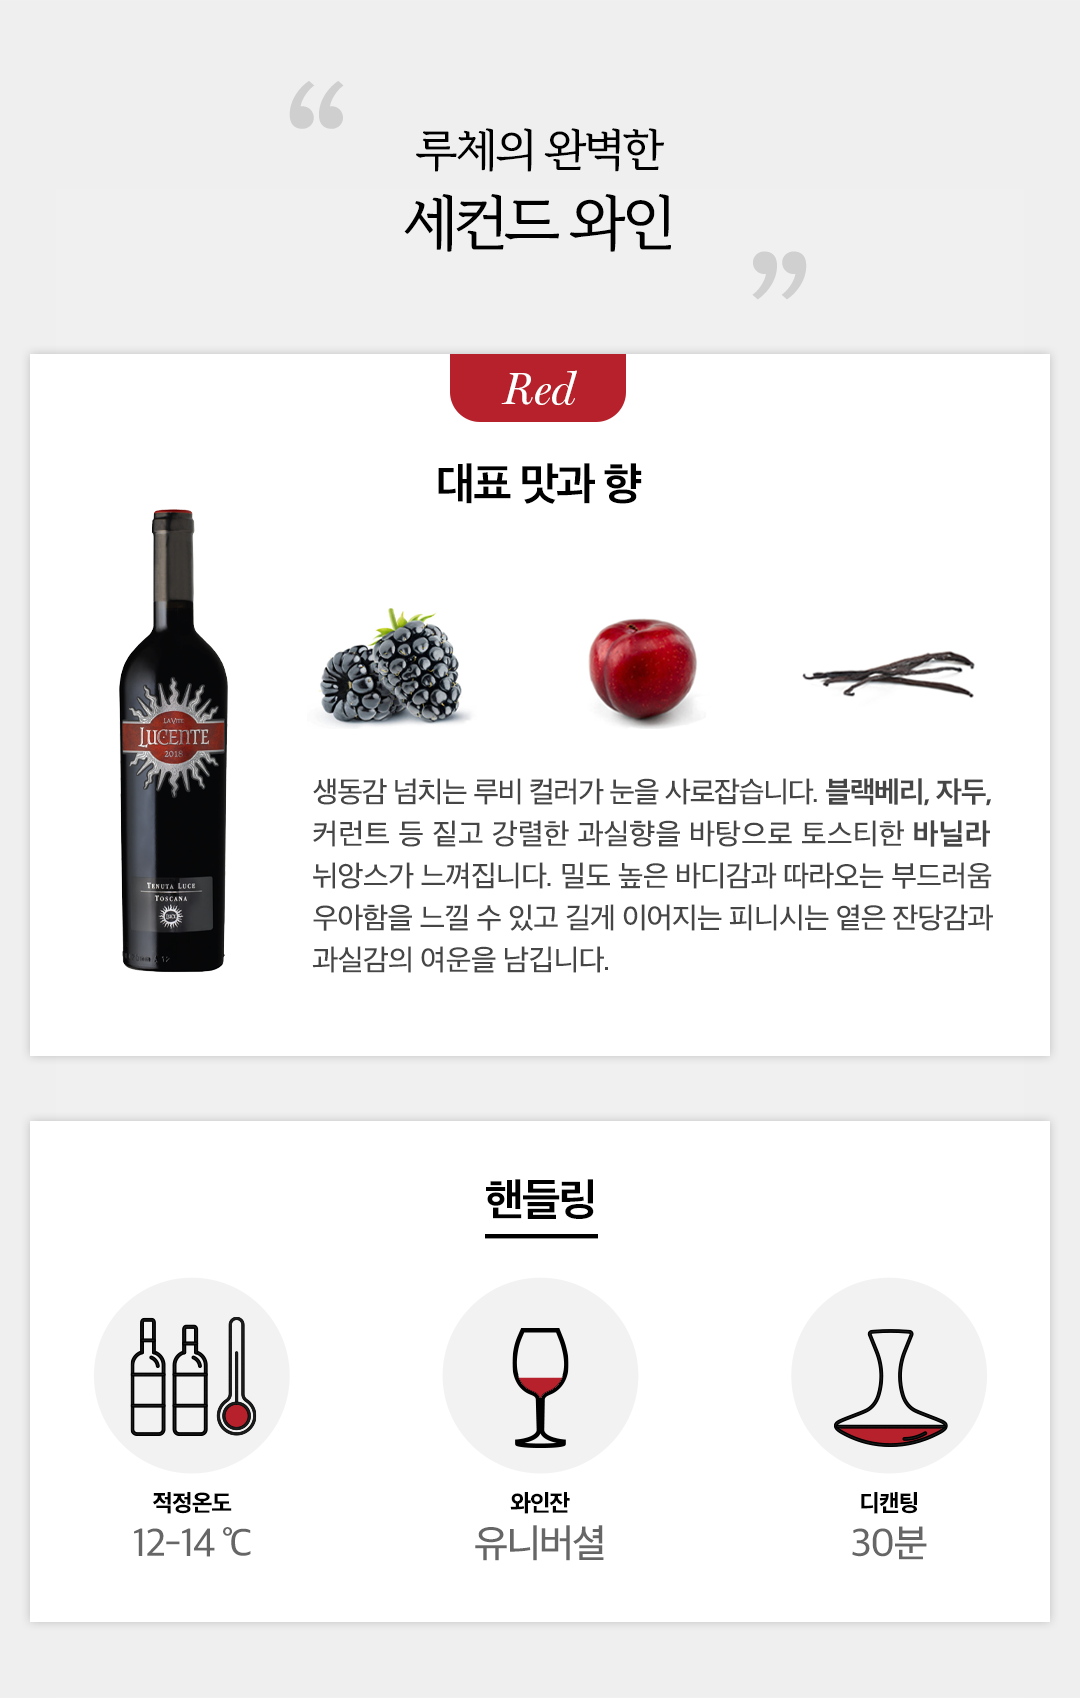 “
루체의 완벽한
세컨드 와인
”
Red
대표 맛과 향
LA VITE
LUCENTE
2018
TENUTA LUCE
TOSCANA
생동감 넘치는 루비 컬러가 눈을 사로잡습니다. 블랙베리, 자두,
커런트 등 짙고 강렬한 과실향을 바탕으로 토스티한 바닐라
뉘앙스가 느껴집니다. 밀도 높은 바디감과 따라오는 부드러움
우아함을 느낄 수 있고 길게 이어지는 피니시는 옅은 잔당감과
과실감의 여운을 남깁니다.
핸들링
적정온도
12-14 ℃
와인잔
유니버셜
디캔팅
30분